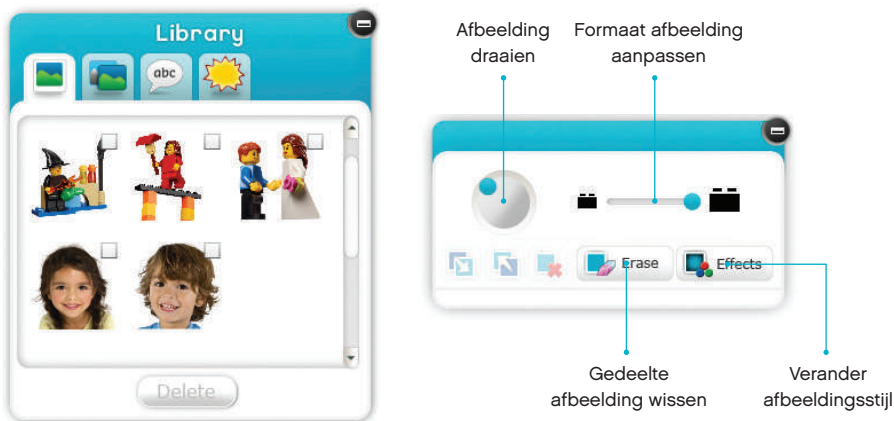 Library
abc
Delete
Afbeelding
draaien
Formaat afbeelding
aanpassen
Erase
Effects
Gedeelte
afbeelding wissen
Verander
afbeeldingsstijl